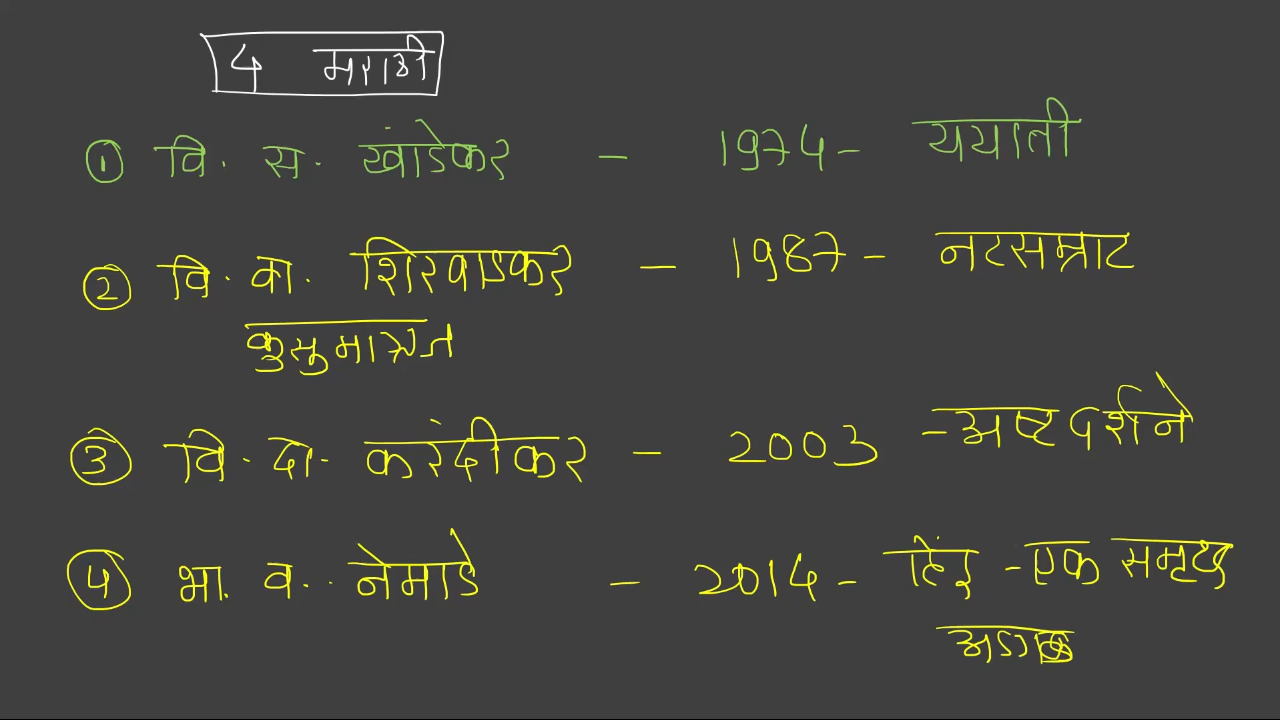 4 मराठी
① वि. स. खांडेकर - 1974 - ययाती
② वि. वा. शिरवाडकर - 1987 - नटसम्राट
कुसुमाग्रज
③ वि. दा. करंदीकर - 2003 - अष्टदर्शने
④ भा. व. नेमाडे - 2014 - हिंदू - एक समृध्द
अडगळ